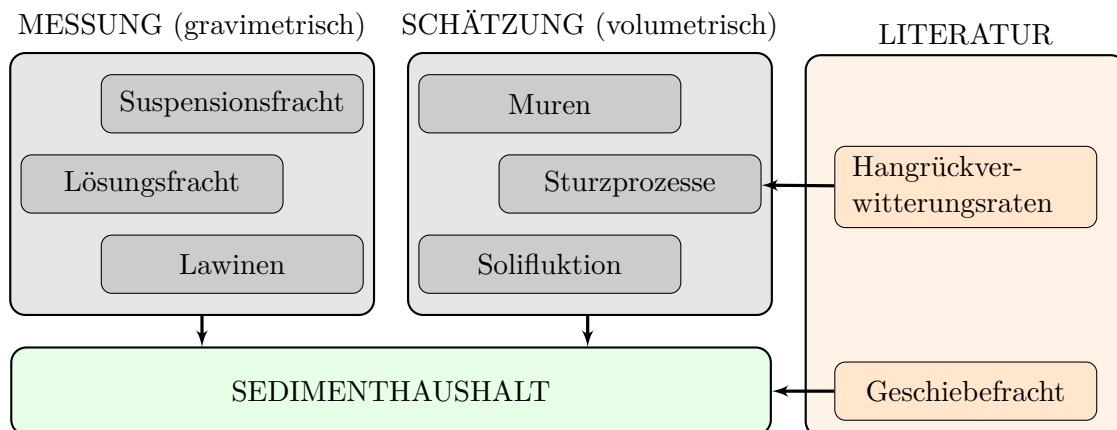 MESSUNG (gravimetrisch)
Suspensionsfracht
Lösungsfracht
Lawinen
SCHÄTZUNG (volumetrisch)
Muren
Sturzprozesse
Solifluktion
LITERATUR
Hangrückver-
witterungsraten
Geschiebefracht
SEDIMENTHAUSHALT